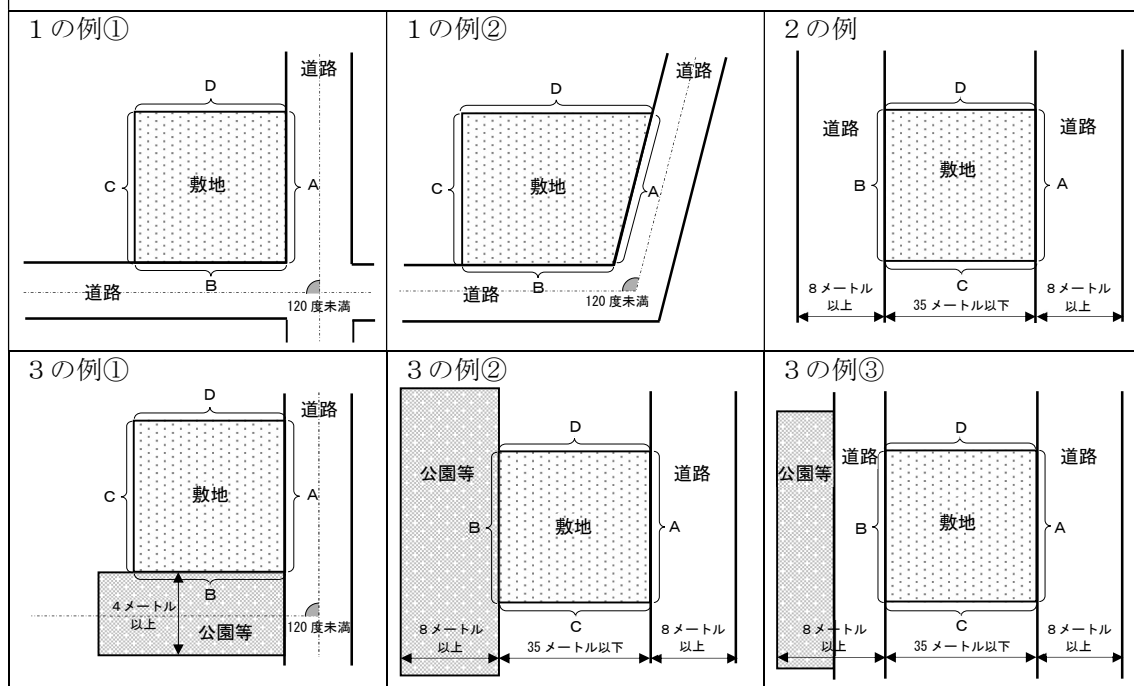 1の例①
道路
D
C
敷地
A
B
道路
120度未満
1の例②
道路
D
C
敷地
A
B
道路
120度未満
2の例
D
道路
道路
B
敷地
A
C
8メートル
以上
35メートル以下
8メートル
以上
3の例①
道路
D
C
敷地
A
B
4メートル
以上
公園等
120度未満
3の例②
D
公園等
道路
B
敷地
A
C
8メートル
以上
35メートル以下
8メートル
以上
3の例③
D
公園等
道路
道路
B
敷地
A
C
8メートル
以上
35メートル以下
8メートル
以上